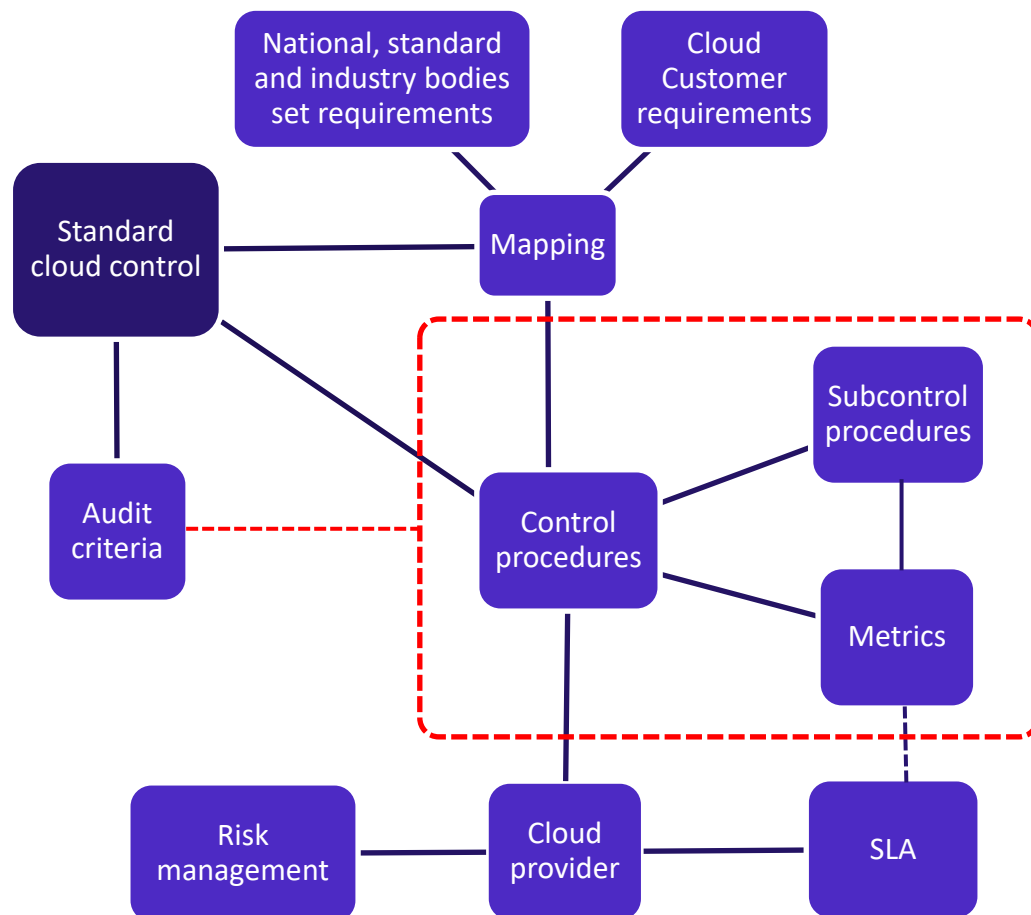 National, standard
and industry bodies
set requirements
Cloud
Customer
requirements
Standard
cloud control
Mapping
Subcontrol
procedures
Audit
criteria
Control
procedures
Metrics
Risk
management
Cloud
provider
SLA